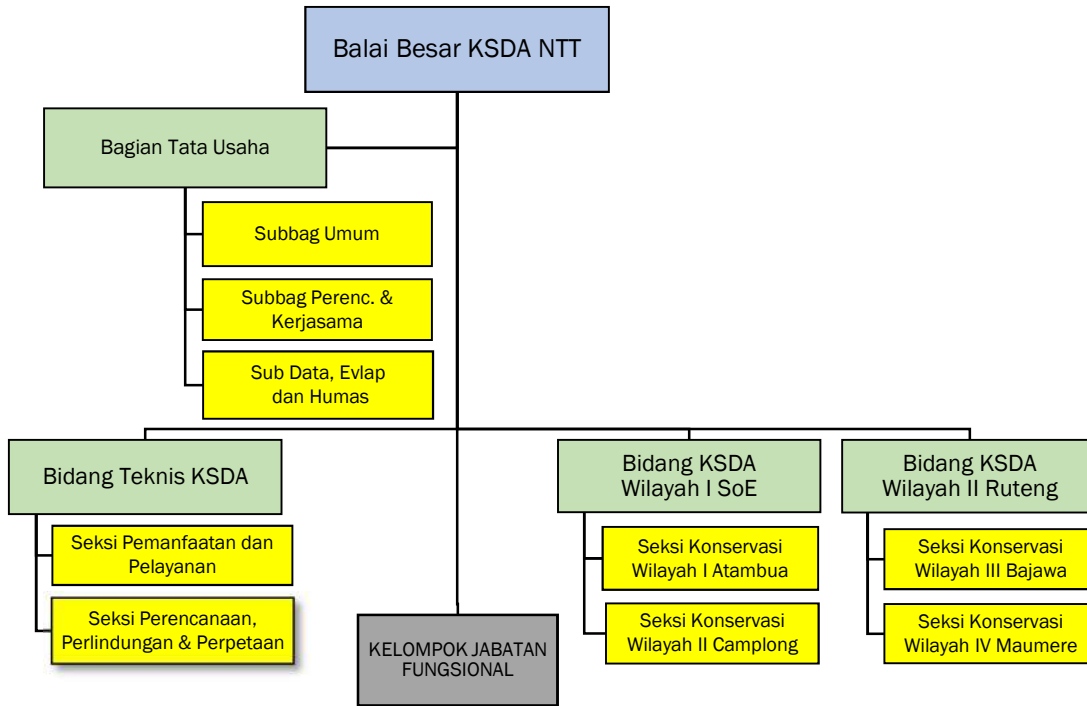 Balai Besar KSDA NTT
Bagian Tata Usaha
Subbag Umum
Subbag Perenc. &
Kerjasama
Sub Data, Evlap
dan Humas
Bidang Teknis KSDA
Seksi Pemanfaatan dan
Pelayanan
Seksi Perencanaan,
Perlindungan & Perpetaan
KELOMPOK JABATAN
FUNGSIONAL
Bidang KSDA
Wilayah I SoE
Seksi Konservasi
Wilayah I Atambua
Seksi Konservasi
Wilayah II Camplong
Bidang KSDA
Wilayah II Ruteng
Seksi Konservasi
Wilayah III Bajawa
Seksi Konservasi
Wilayah IV Maumere